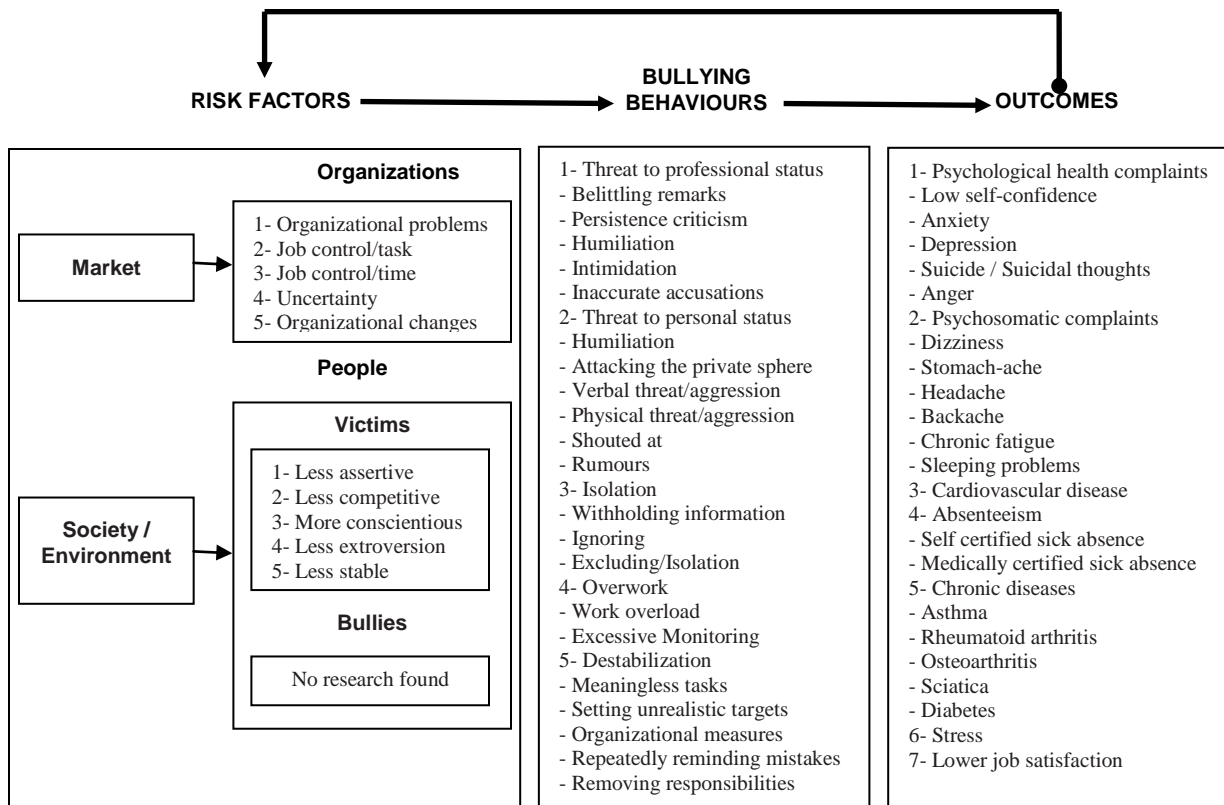 RISK FACTORS
BULLYING
BEHAVIOURS
OUTCOMES
Organizations
Market
1- Organizational problems
2- Job control/task
3- Job control/time
4- Uncertainty
5- Organizational changes
People
Society /
Environment
Victims
1- Less assertive
2- Less competitive
3- More conscientious
4- Less extroversion
5- Less stable
Bullies
No research found
1- Threat to professional status
- Belittling remarks
- Persistence criticism
- Humiliation
- Intimidation
- Inaccurate accusations
2- Threat to personal status
- Humiliation
- Attacking the private sphere
- Verbal threat/aggression
- Physical threat/aggression
- Shouted at
- Rumours
3- Isolation
- Withholding information
- Ignoring
- Excluding/Isolation
4- Overwork
- Work overload
- Excessive Monitoring
5- Destabilization
- Meaningless tasks
- Setting unrealistic targets
- Organizational measures
- Repeatedly reminding mistakes
- Removing responsibilities
1- Psychological health complaints
- Low self-confidence
- Anxiety
- Depression
- Suicide / Suicidal thoughts
- Anger
2- Psychosomatic complaints
- Dizziness
- Stomach-ache
- Headache
- Backache
- Chronic fatigue
- Sleeping problems
3- Cardiovascular disease
4- Absenteeism
- Self certified sick absence
- Medically certified sick absence
5- Chronic diseases
- Asthma
- Rheumatoid arthritis
- Osteoarthritis
- Sciatica
- Diabetes
6- Stress
7- Lower job satisfaction